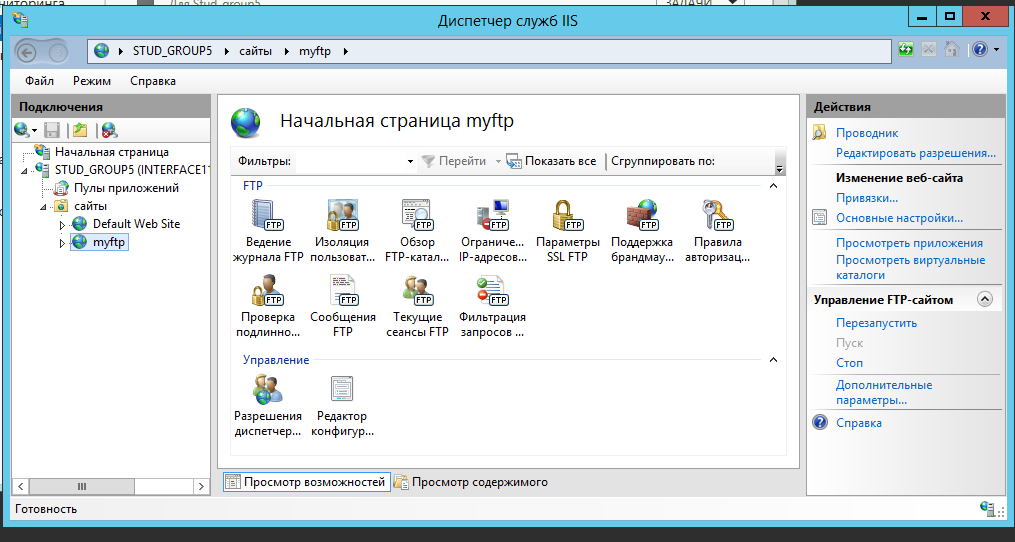 Для Stud_group5
ЗАДАЧИ
Диспетчер служб IIS
STUD_GROUP5 сайты myftp
Файл Режим Справка
Подключения
Начальная страница
STUD_GROUP5 (INTERFACE11
Пулы приложений
сайты
Default Web Site
myftp
Начальная страница myftp
Фильтры: Перейти Показать все Сгруппировать по:
FTP
Ведение
журнала FTP
Изоляция
пользоват...
Обзор
FTP-катал...
Ограниче...
IP-адресов...
Параметры
SSL FTP
Поддержка
брандмау...
Правила
авторизац...
Проверка
подлинно...
Сообщения
FTP
Текущие
сеансы FTP
Фильтрация
запросов ...
Управление
Разрешения
диспетчер...
Редактор
конфигур...
Просмотр возможностей Просмотр содержимого
Действия
Проводник
Редактировать разрешения...
Изменение веб-сайта
Привязки...
Основные настройки...
Просмотреть приложения
Просмотреть виртуальные
каталоги
Управление FTP-сайтом
Перезапустить
Пуск
Стоп
Дополнительные
параметры...
Справка
Готовность